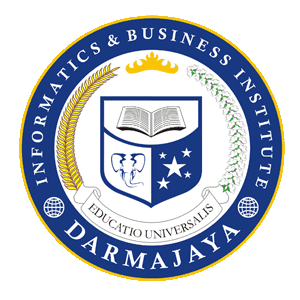 INFORMATICS & BUSINESS INSTITUTE
EDUCATIO UNIVERSALIS
DARMAJAYA